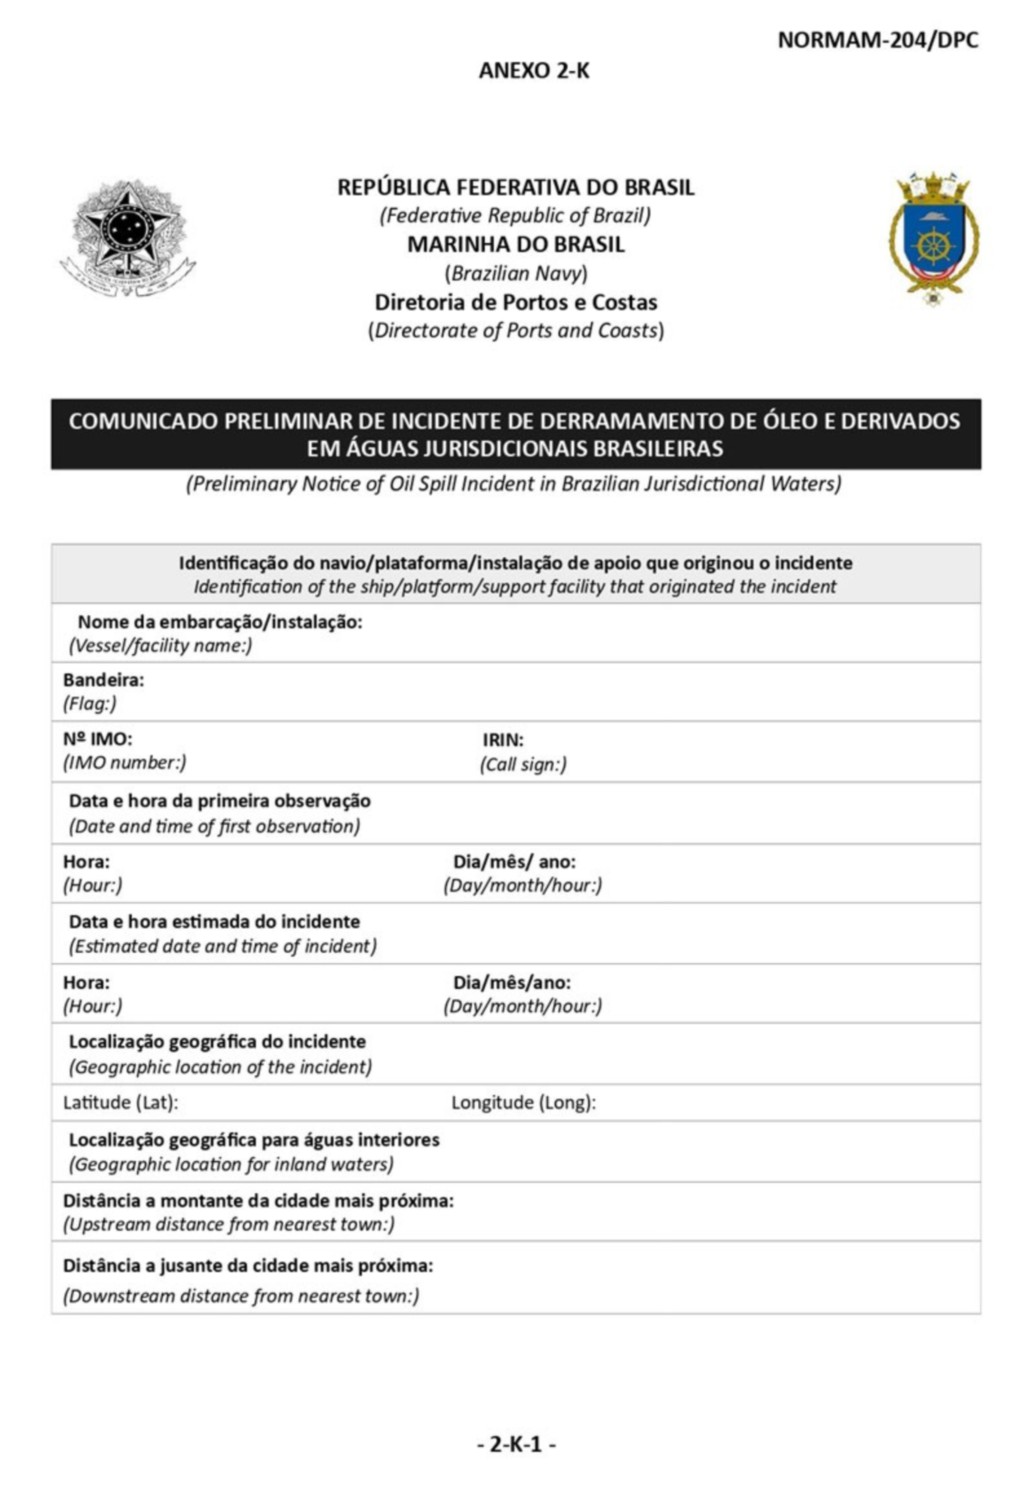 NORMAM-204/DPC
ANEXO 2-K
REPÚBLICA FEDERATIVA DO BRASIL
(Federative Republic of Brazil)
MARINHA DO BRASIL
(Brazilian Navy)
Diretoria de Portos e Costas
(Directorate of Ports and Coasts)
COMUNICADO PRELIMINAR DE INCIDENTE DE DERRAMAMENTO DE ÓLEO E DERIVADOS
EM ÁGUAS JURISDICIONAIS BRASILEIRAS
(Preliminary Notice of Oil Spill Incident in Brazilian Jurisdictional Waters)
Identificação do navio/plataforma/instalação de apoio que originou o incidente
Identification of the ship/platform/support facility that originated the incident
Nome da embarcação/instalação:
(Vessel/facility name:)
Bandeira:
(Flag:)
Nº IMO: IRIN:
(IMO number:) (Call sign:)
Data e hora da primeira observação
(Date and time of first observation)
Hora: Dia/mês/ ano:
(Hour:) (Day/month/hour:)
Data e hora estimada do incidente
(Estimated date and time of incident)
Hora: Dia/mês/ano:
(Hour:) (Day/month/hour:)
Localização geográfica do incidente
(Geographic location of the incident)
Latitude (Lat): Longitude (Long):
Localização geográfica para águas interiores
(Geographic location for inland waters)
Distância a montante da cidade mais próxima:
(Upstream distance from nearest town:)
Distância a jusante da cidade mais próxima:
(Downstream distance from nearest town:)
- 2-K-1 -